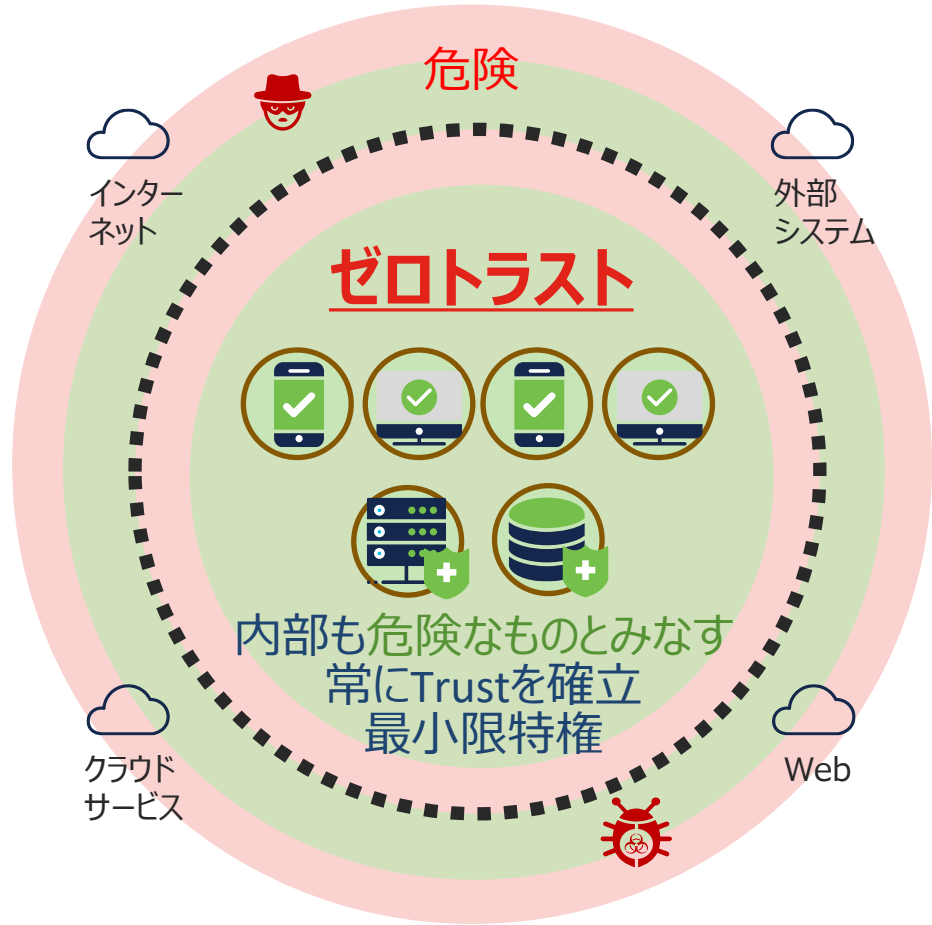 危険
インター
ネット
外部
システム
ゼロトラスト
内部も危険なものとみなす
常にTrustを確立
最小限特権
クラウド
サービス
Web